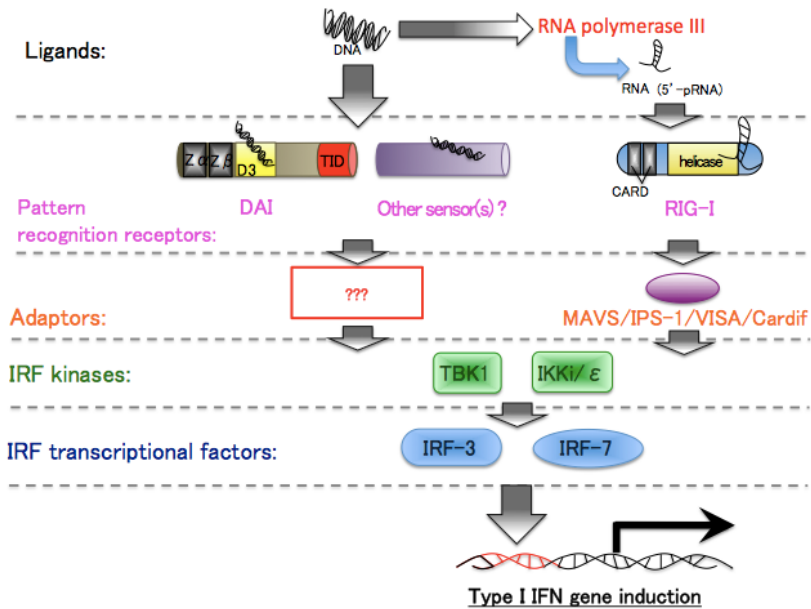 Ligands:
DNA
RNA polymerase III
RNA (5'-pRNA)
Zα
Zβ
D3
TID
helicase
CARD
Pattern
recognition receptors:
DAI
Other sensor(s) ?
RIG-I
Adaptors:
???
MAVS/IPS-1/VISA/Cardif
IRF kinases:
TBK1
IKKi/ε
IRF transcriptional factors:
IRF-3
IRF-7
Type I IFN gene induction